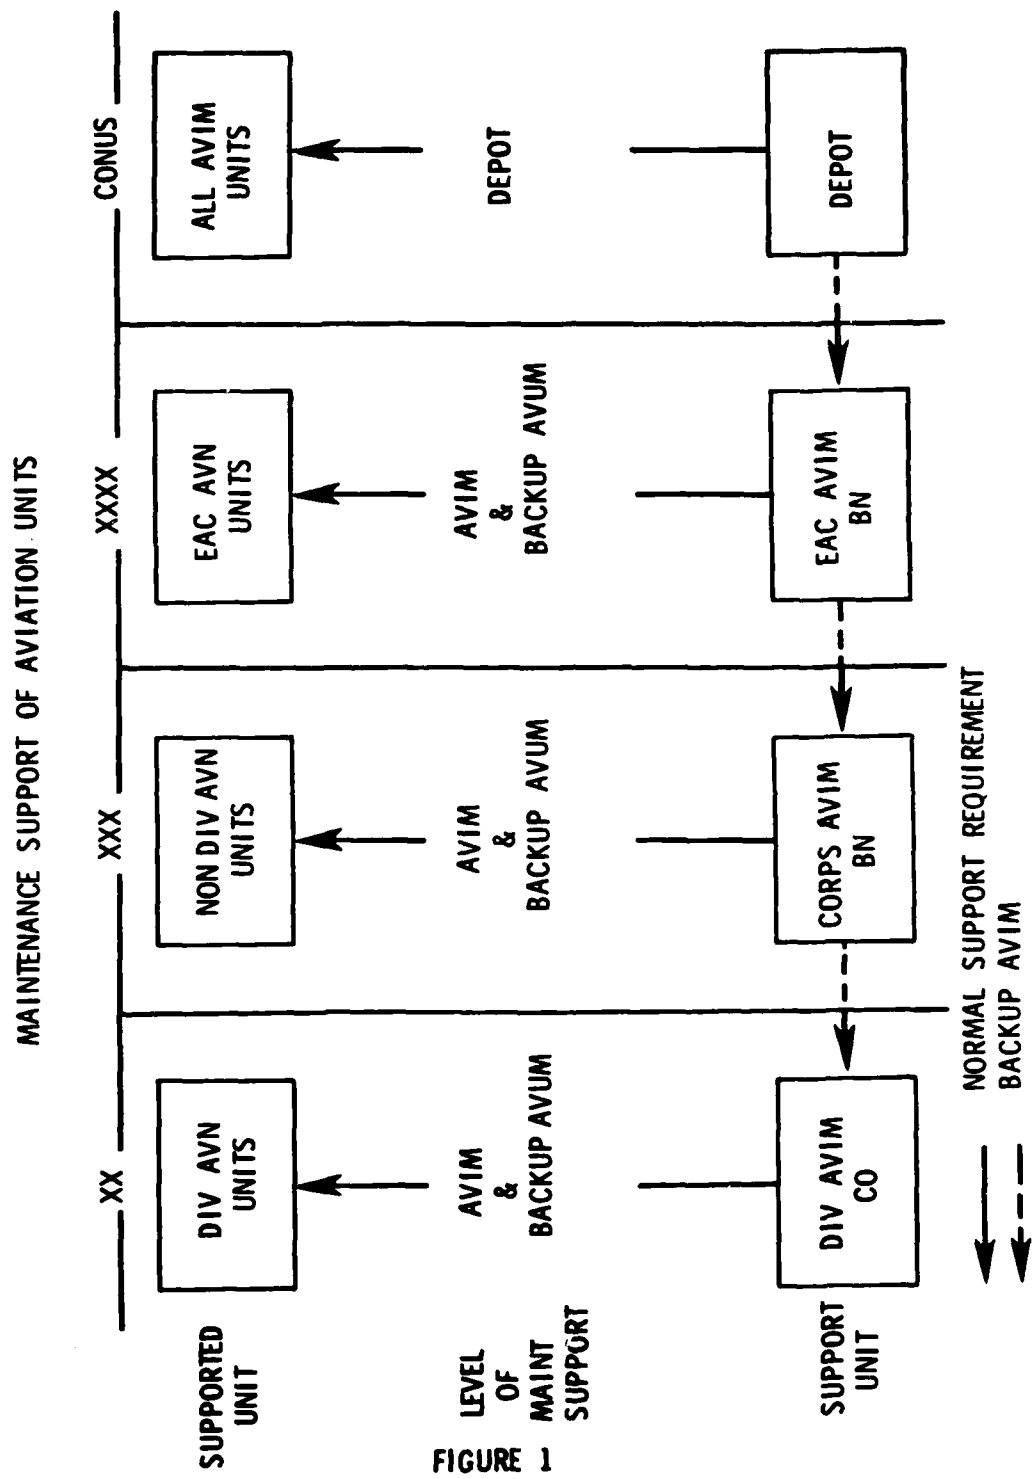 MAINTENANCE SUPPORT OF AVIATION UNITS
XX
XXX
XXXX
CONUS
SUPPORTED
UNIT
DIV AVN
UNITS
NON DIV AVN
UNITS
EAC AVN
UNITS
ALL AVIM
UNITS
LEVEL
OF
MAINT
SUPPORT
AVIM
&
BACKUP AVUM
AVIM
&
BACKUP AVUM
AVIM
&
BACKUP AVUM
DEPOT
SUPPORT
UNIT
DIV AVIM
CO
CORPS AVIM
BN
EAC AVIM
BN
DEPOT
NORMAL SUPPORT REQUIREMENT
BACKUP AVIM
FIGURE 1